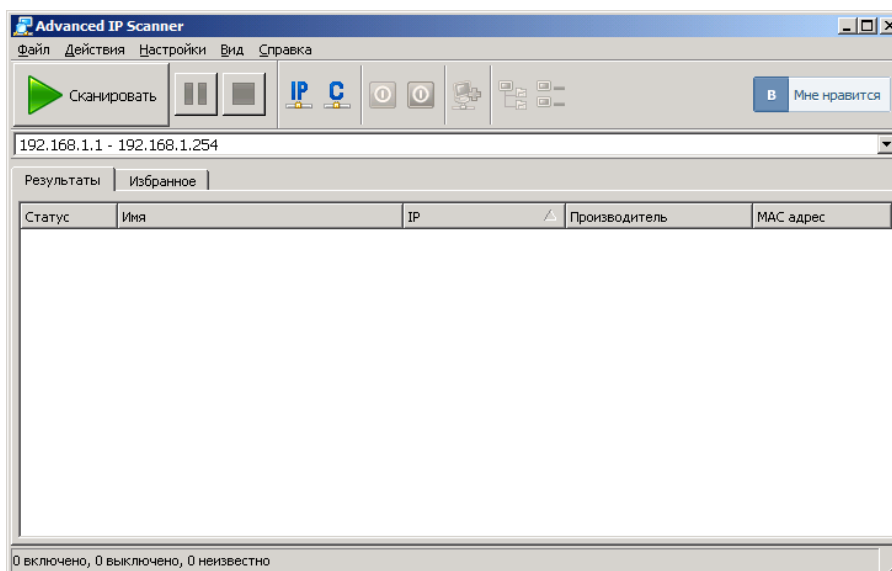 Advanced IP Scanner
Файл Действия Настройки Вид Справка
Сканировать IP C В Мне нравится
192.168.1.1 - 192.168.1.254
Результаты Избранное
Статус Имя IP Производитель MAC адрес
0 включено, 0 выключено, 0 неизвестно